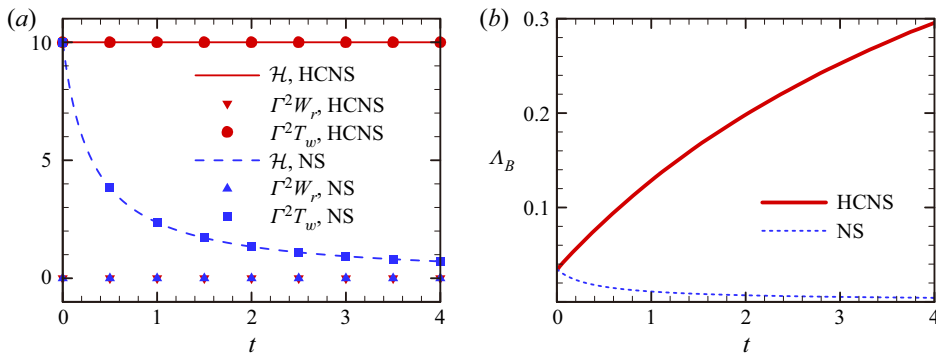 (a)
10
5
0
0 1 2 3 4
t
ℋ, HCNS
Γ²W_r, HCNS
Γ²T_w, HCNS
ℋ, NS
Γ²W_r, NS
Γ²T_w, NS
(b)
0.3
0.2
0.1
Λ_B
0 1 2 3 4
t
HCNS
NS